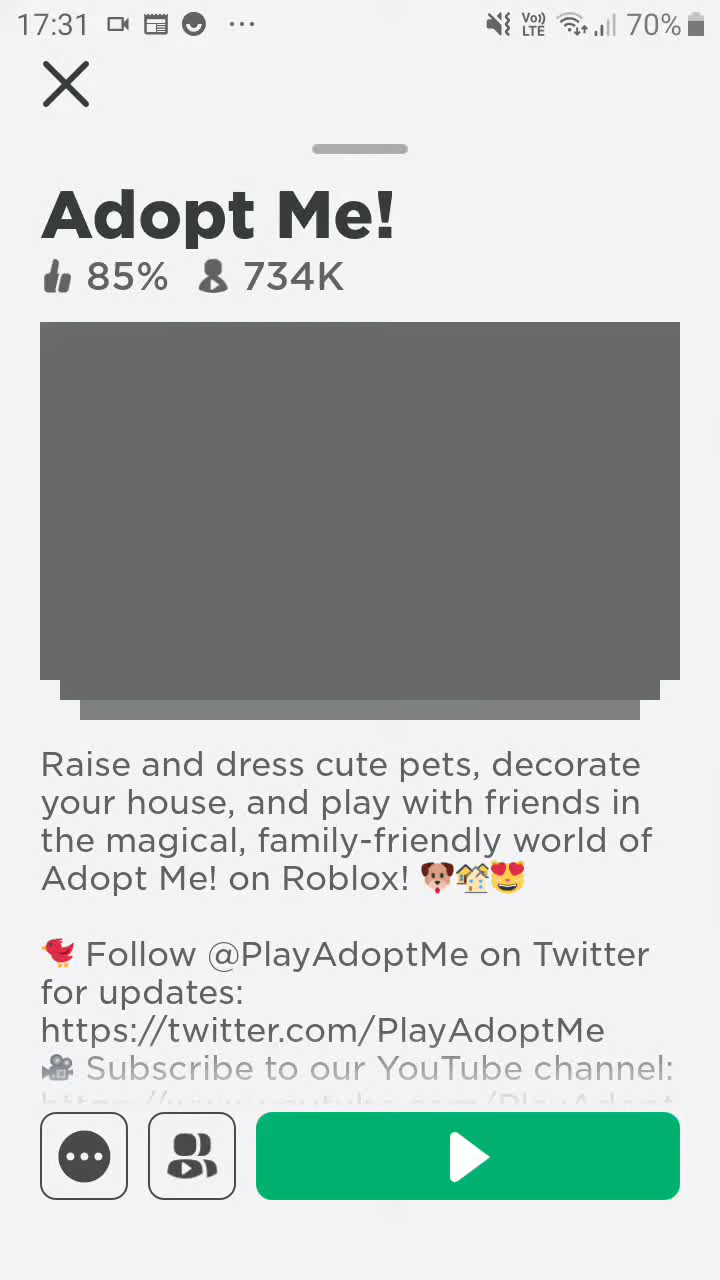 17:31 Vo)) LTE 70%
Adopt Me!
85% 734K
Raise and dress cute pets, decorate
your house, and play with friends in
the magical, family-friendly world of
Adopt Me! on Roblox! 🐶🏘️😍
🐦 Follow @PlayAdoptMe on Twitter
for updates:
https://twitter.com/PlayAdoptMe
🎥 Subscribe to our YouTube channel: